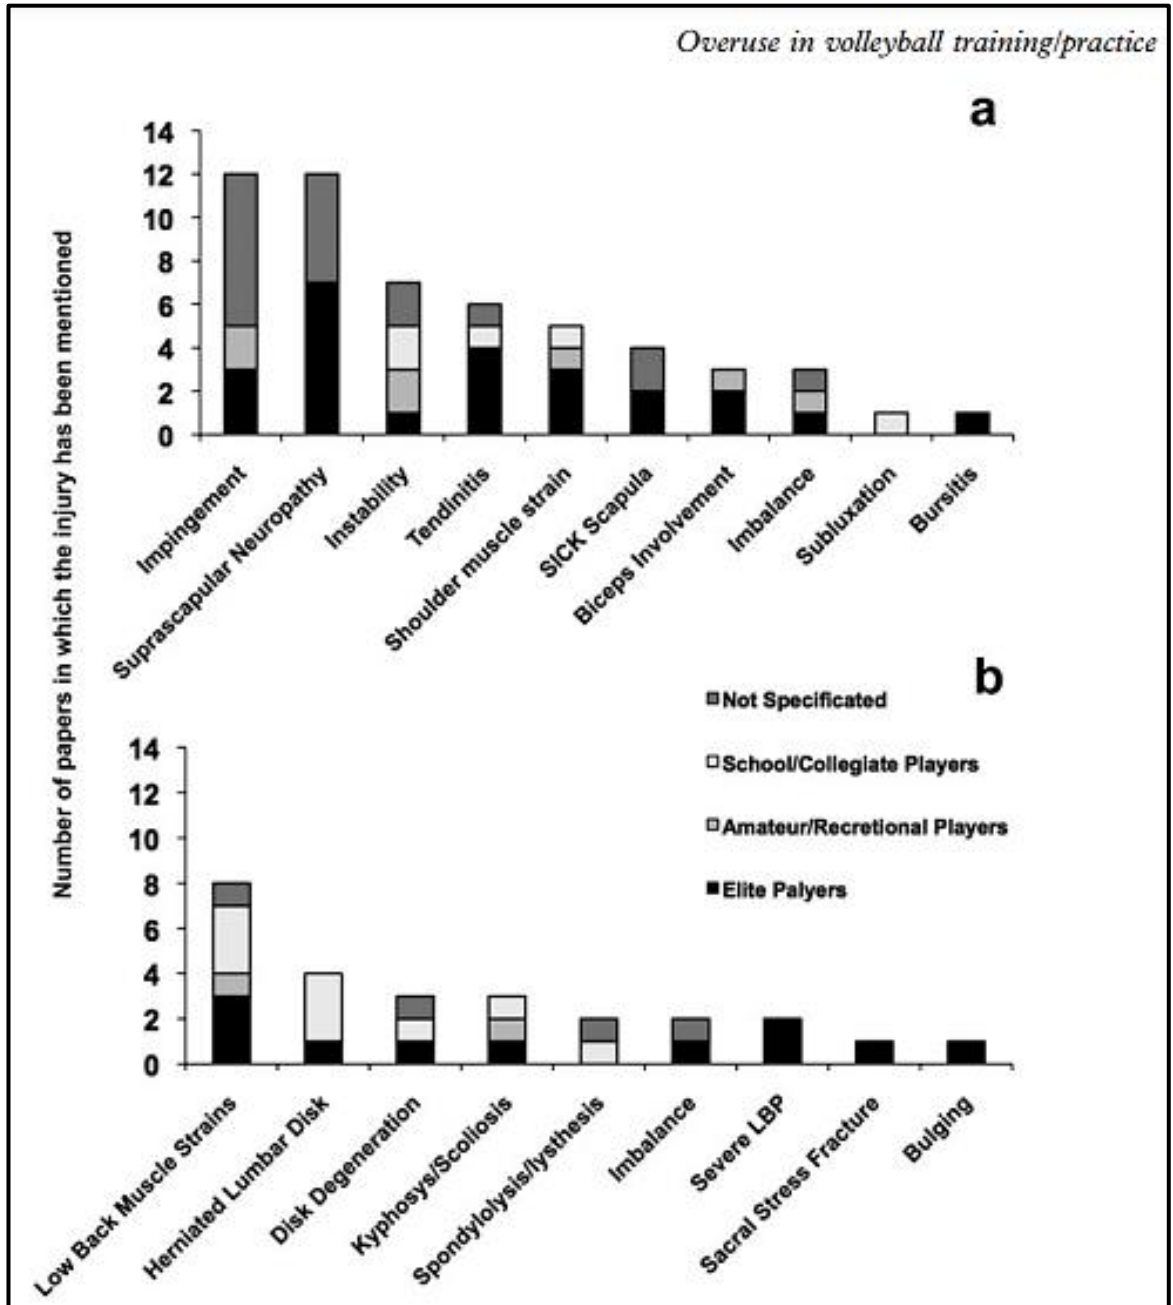 Overuse in volleyball training/practice
a
Number of papers in which the injury has been mentioned
14
12
10
8
6
4
2
0
Impingement
Suprascapular Neuropathy
Instability
Tendinitis
Shoulder muscle strain
SICK Scapula
Biceps Involvement
Imbalance
Subluxation
Bursitis
b
Not Specificated
School/Collegiate Players
Amateur/Recretional Players
Elite Palyers
14
12
10
8
6
4
2
0
Low Back Muscle Strains
Herniated Lumbar Disk
Disk Degeneration
Kyphosys/Scoliosis
Spondylolysis/lysthesis
Imbalance
Severe LBP
Sacral Stress Fracture
Bulging